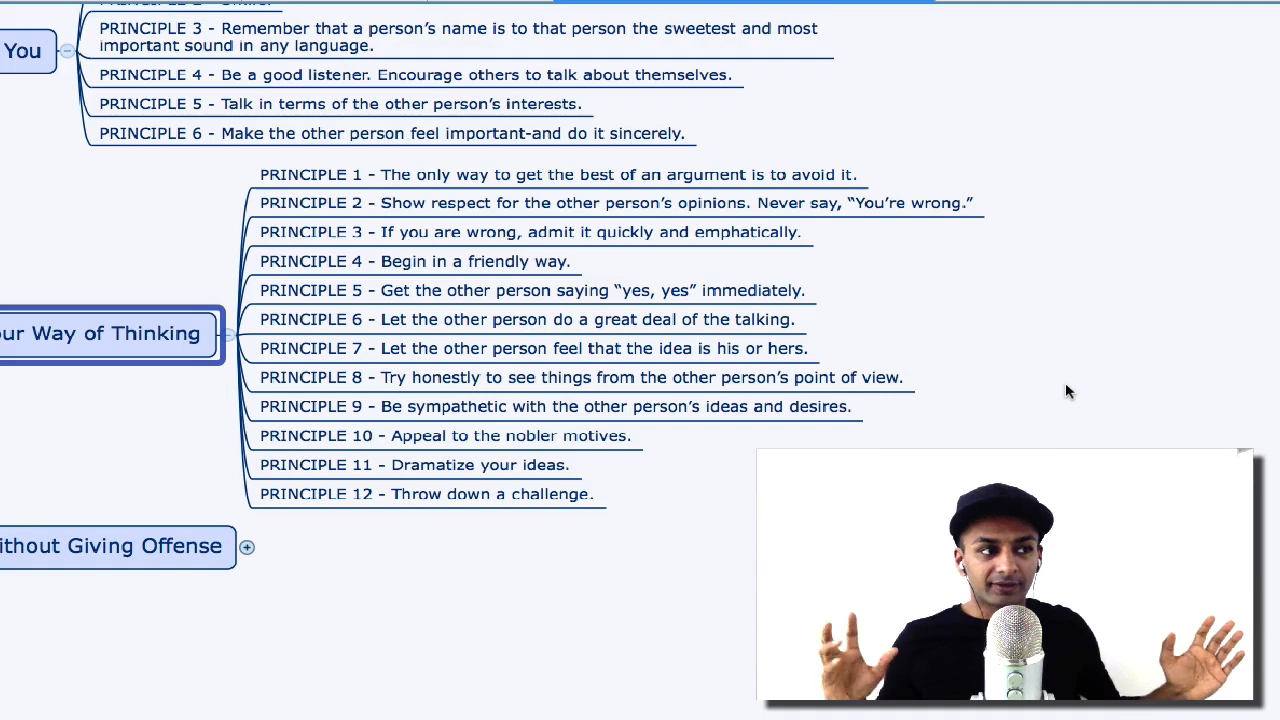 PRINCIPLE 3 - Remember that a person’s name is to that person the sweetest and most
important sound in any language.
You
PRINCIPLE 4 - Be a good listener. Encourage others to talk about themselves.
PRINCIPLE 5 - Talk in terms of the other person’s interests.
PRINCIPLE 6 - Make the other person feel important-and do it sincerely.
PRINCIPLE 1 - The only way to get the best of an argument is to avoid it.
PRINCIPLE 2 - Show respect for the other person’s opinions. Never say, “You’re wrong.”
PRINCIPLE 3 - If you are wrong, admit it quickly and emphatically.
PRINCIPLE 4 - Begin in a friendly way.
PRINCIPLE 5 - Get the other person saying “yes, yes” immediately.
PRINCIPLE 6 - Let the other person do a great deal of the talking.
our Way of Thinking
PRINCIPLE 7 - Let the other person feel that the idea is his or hers.
PRINCIPLE 8 - Try honestly to see things from the other person’s point of view.
PRINCIPLE 9 - Be sympathetic with the other person’s ideas and desires.
PRINCIPLE 10 - Appeal to the nobler motives.
PRINCIPLE 11 - Dramatize your ideas.
PRINCIPLE 12 - Throw down a challenge.
ithout Giving Offense